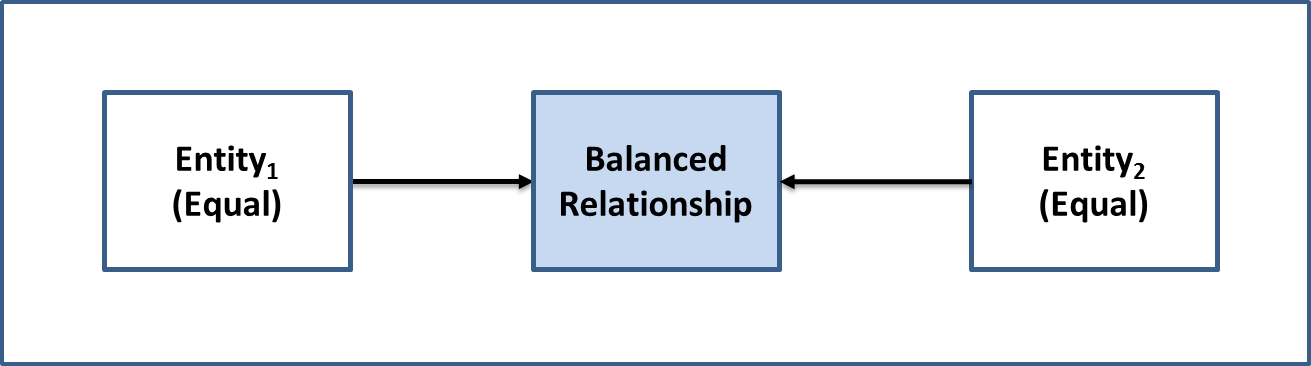 Entity₁
(Equal)
Balanced
Relationship
Entity₂
(Equal)